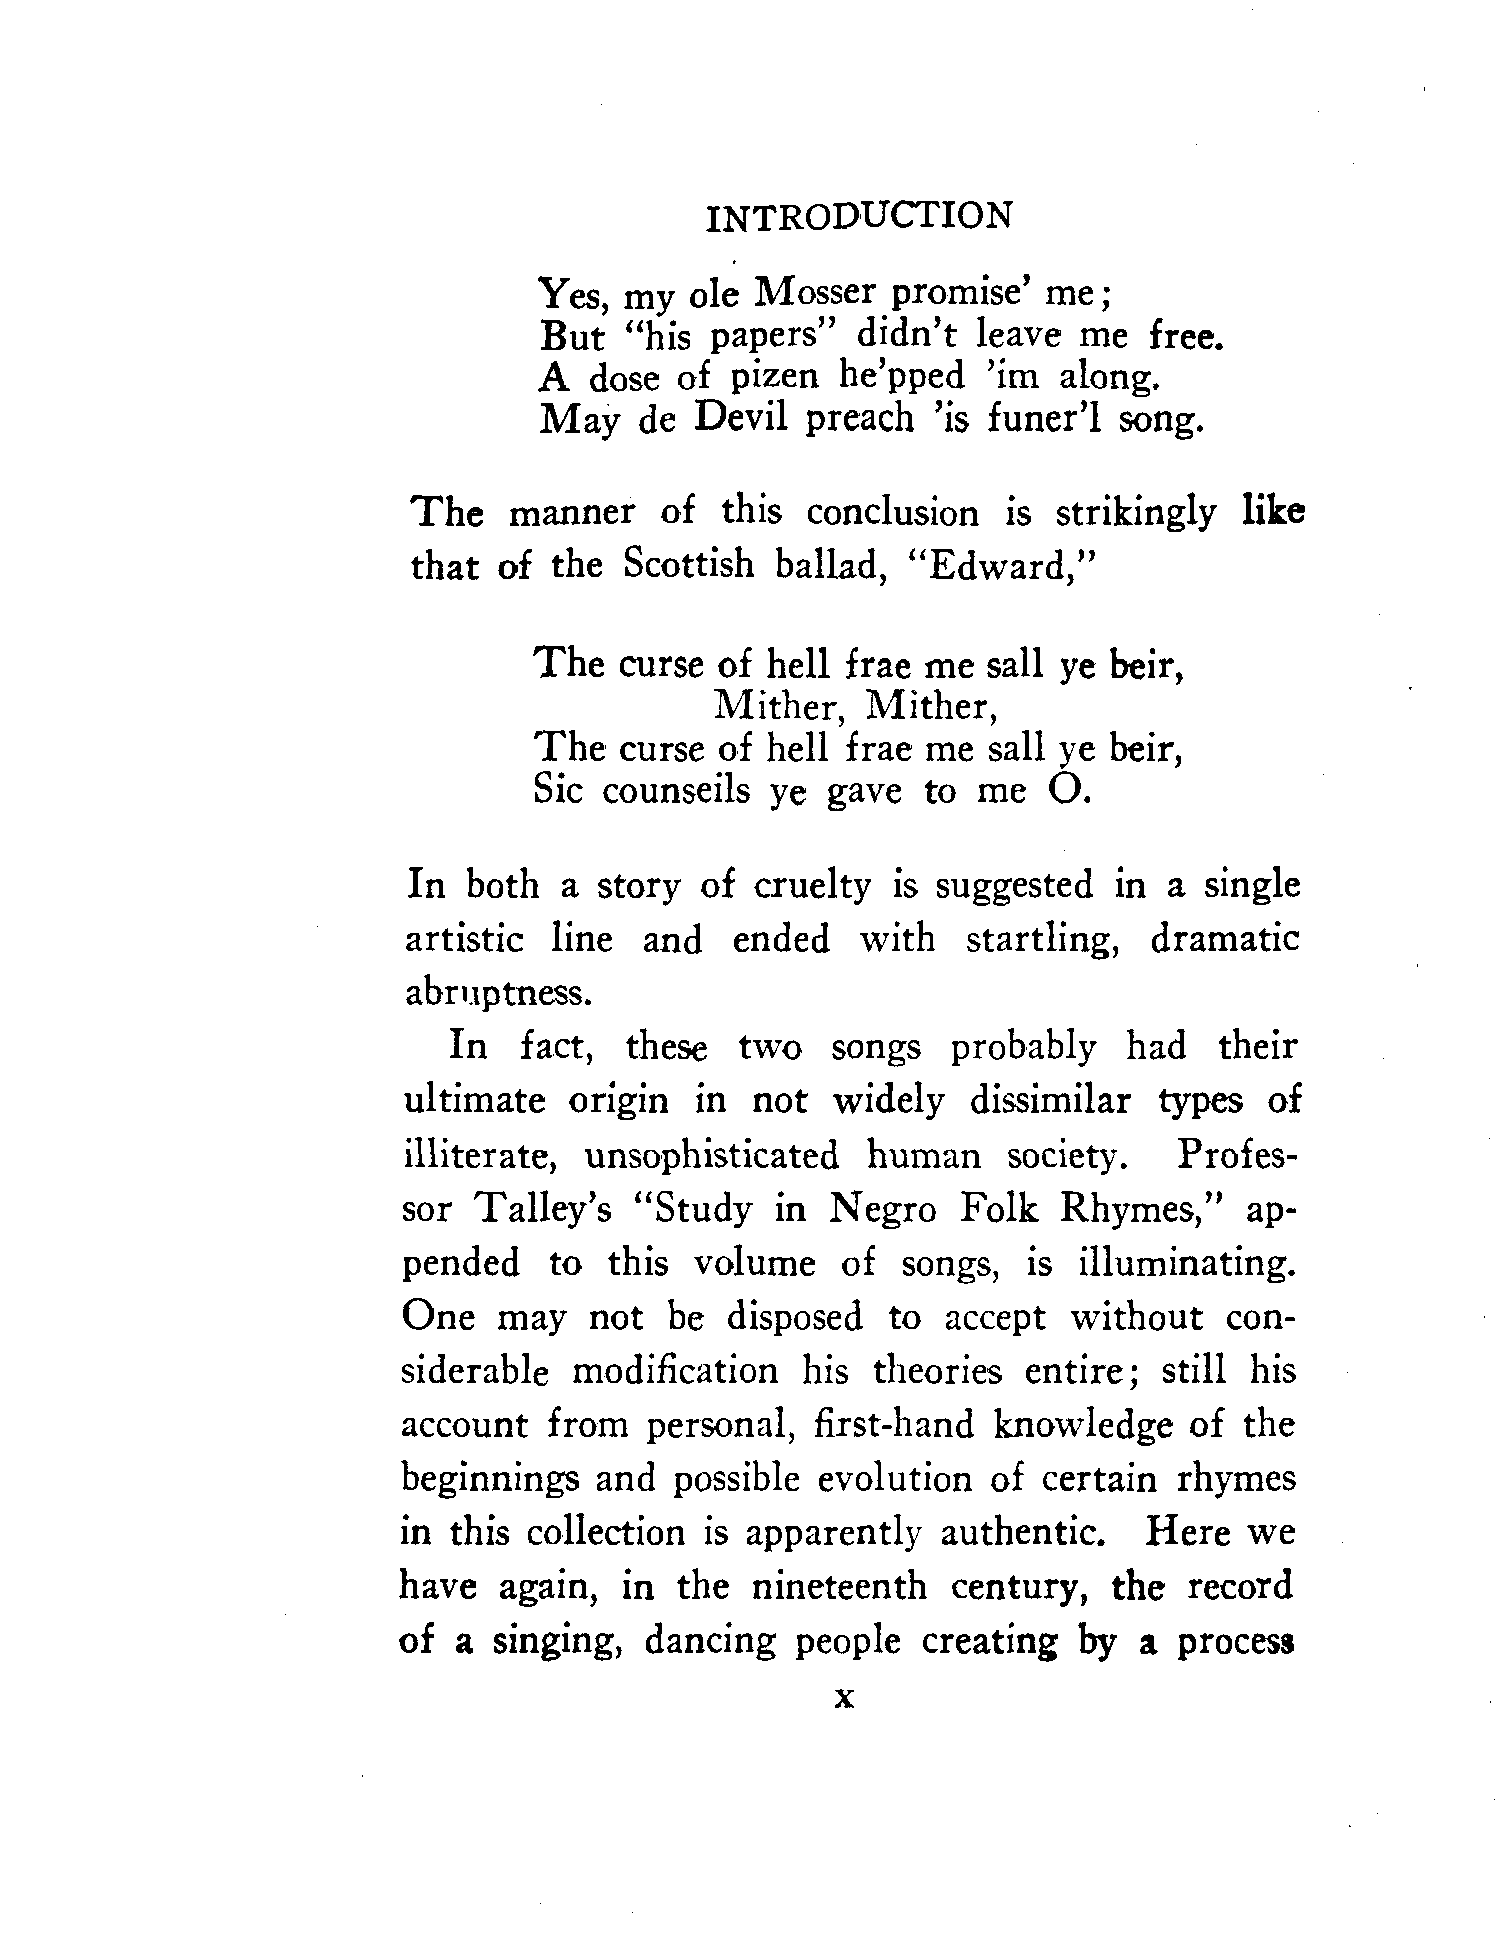 INTRODUCTION
Yes, my ole Mosser promise' me;
But "his papers" didn't leave me free.
A dose of pizen he'pped 'im along.
May de Devil preach 'is funer'l song.
The manner of this conclusion is strikingly like
that of the Scottish ballad, "Edward,"
The curse of hell frae me sall ye beir,
Mither, Mither,
The curse of hell frae me sall ye beir,
Sic counseils ye gave to me O.
In both a story of cruelty is suggested in a single
artistic line and ended with startling, dramatic
abruptness.
In fact, these two songs probably had their
ultimate origin in not widely dissimilar types of
illiterate, unsophisticated human society. Profes-
sor Talley's "Study in Negro Folk Rhymes," ap-
pended to this volume of songs, is illuminating.
One may not be disposed to accept without con-
siderable modification his theories entire; still his
account from personal, first-hand knowledge of the
beginnings and possible evolution of certain rhymes
in this collection is apparently authentic. Here we
have again, in the nineteenth century, the record
of a singing, dancing people creating by a process
x